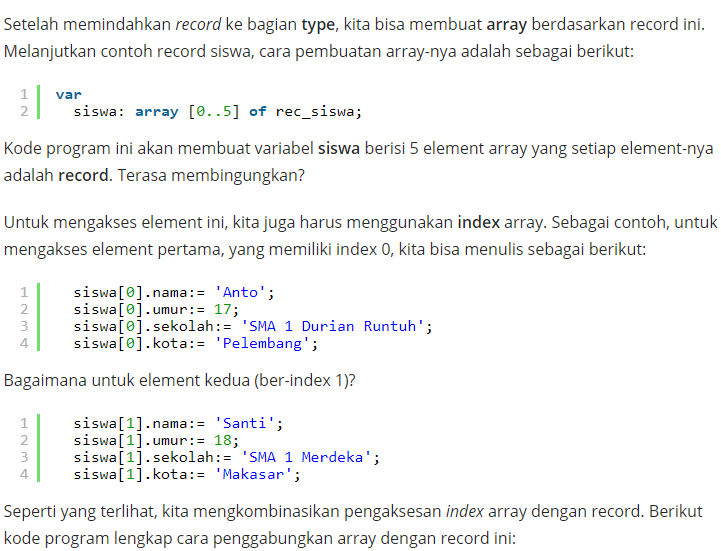 Setelah memindahkan record ke bagian type, kita bisa membuat array berdasarkan record ini.
Melanjutkan contoh record siswa, cara pembuatan array-nya adalah sebagai berikut:
1 var
2 siswa: array [0..5] of rec_siswa;
Kode program ini akan membuat variabel siswa berisi 5 element array yang setiap element-nya
adalah record. Terasa membingungkan?
Untuk mengakses element ini, kita juga harus menggunakan index array. Sebagai contoh, untuk
mengakses element pertama, yang memiliki index 0, kita bisa menulis sebagai berikut:
1 siswa[0].nama:= 'Anto';
2 siswa[0].umur:= 17;
3 siswa[0].sekolah:= 'SMA 1 Durian Runtuh';
4 siswa[0].kota:= 'Pelembang';
Bagaimana untuk element kedua (ber-index 1)?
1 siswa[1].nama:= 'Santi';
2 siswa[1].umur:= 18;
3 siswa[1].sekolah:= 'SMA 1 Merdeka';
4 siswa[1].kota:= 'Makasar';
Seperti yang terlihat, kita mengkombinasikan pengaksesan index array dengan record. Berikut
kode program lengkap cara penggabungkan array dengan record ini: